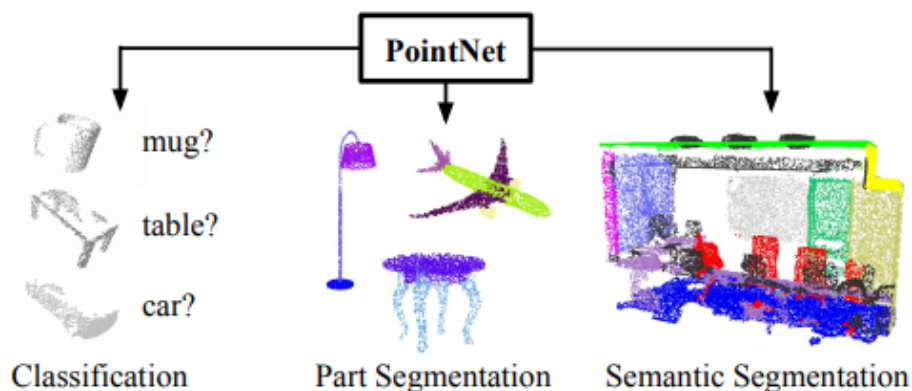 PointNet
mug?
table?
car?
Classification
Part Segmentation
Semantic Segmentation